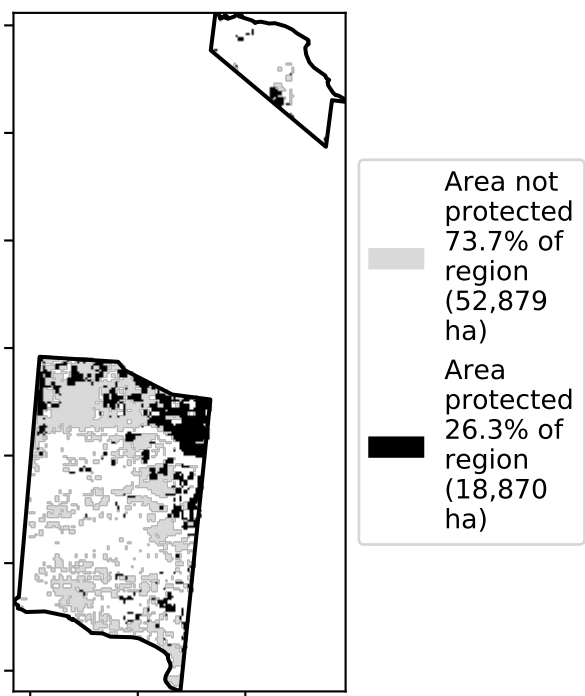 Area not
protected
73.7% of
region
(52,879
ha)
Area
protected
26.3% of
region
(18,870
ha)